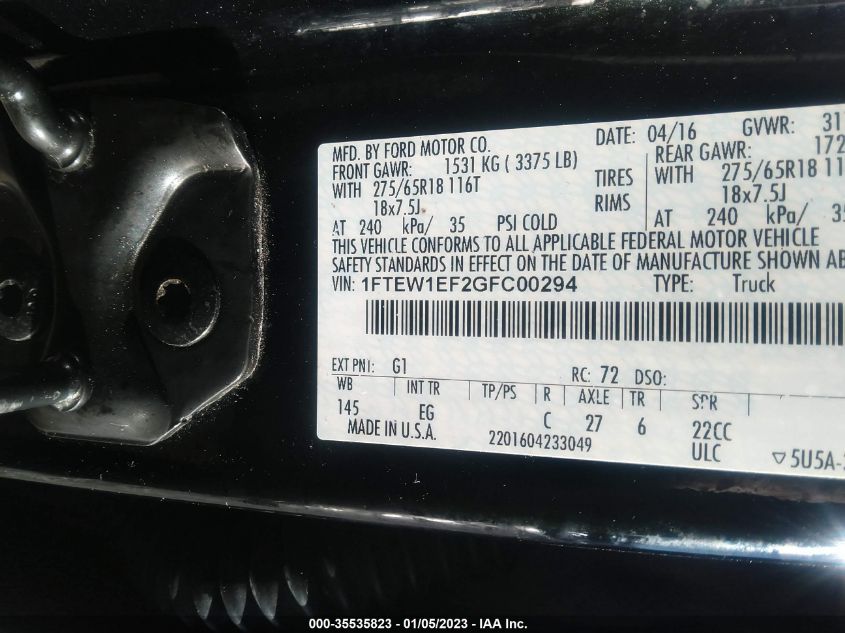 MFD. BY FORD MOTOR CO. DATE: 04/16 GVWR: 31
FRONT GAWR: 1531 KG ( 3375 LB) REAR GAWR: 172
WITH 275/65R18 116T TIRES WITH 275/65R18 11
18x7.5J RIMS 18x7.5J
AT 240 kPa/ 35 PSI COLD AT 240 kPa/ 35
THIS VEHICLE CONFORMS TO ALL APPLICABLE FEDERAL MOTOR VEHICLE
SAFETY STANDARDS IN EFFECT ON THE DATE OF MANUFACTURE SHOWN AB
VIN: 1FTEW1EF2GFC00294 TYPE: Truck
EXT PNT: G1 RC: 72 DSO:
WB INT TR TP/PS R AXLE TR SPR
145 EG C 27 6 22CC
MADE IN U.S.A. 2201604233049 ULC ▽5U5A-2
000-35535823 - 01/05/2023 - IAA Inc.